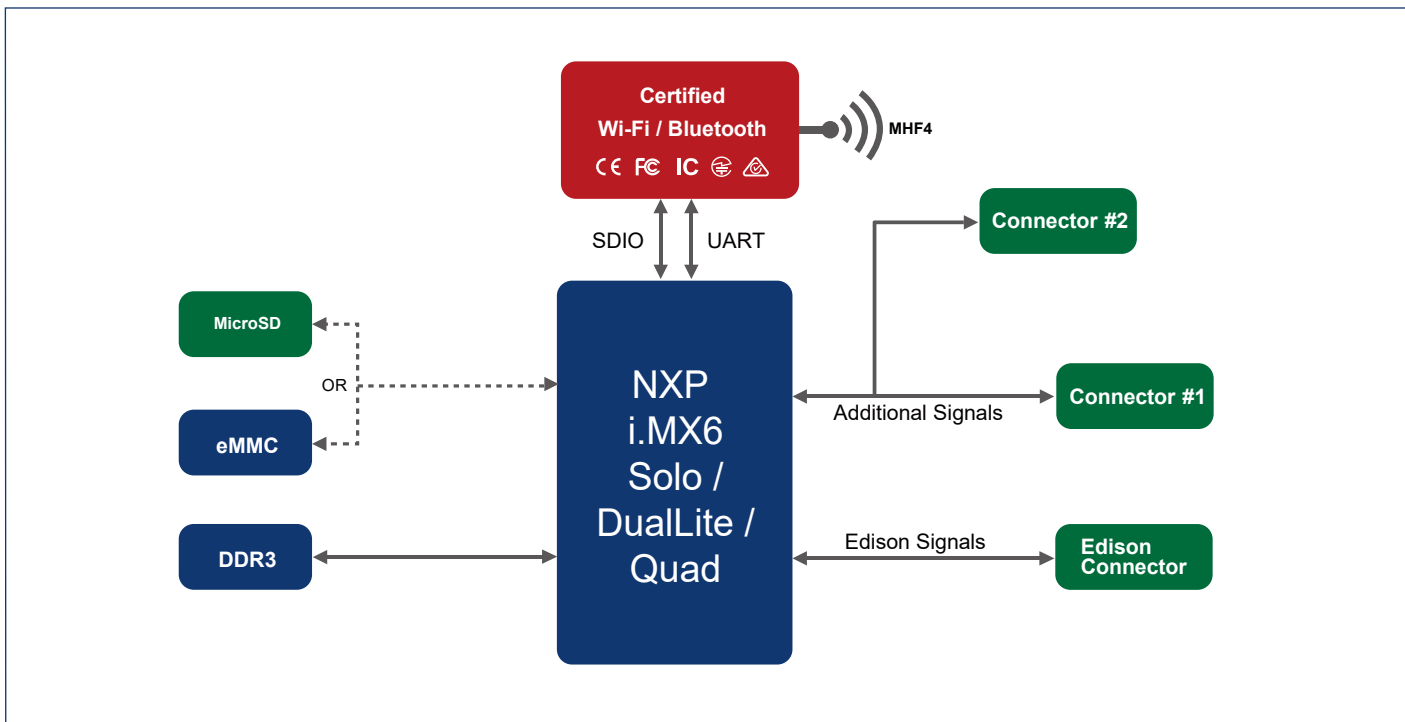 Certified
Wi-Fi / Bluetooth
CE FC IC
MHF4
SDIO
UART
Connector #2
MicroSD
OR
eMMC
DDR3
NXP
i.MX6
Solo /
DualLite /
Quad
Connector #1
Additional Signals
Edison Signals
Edison
Connector